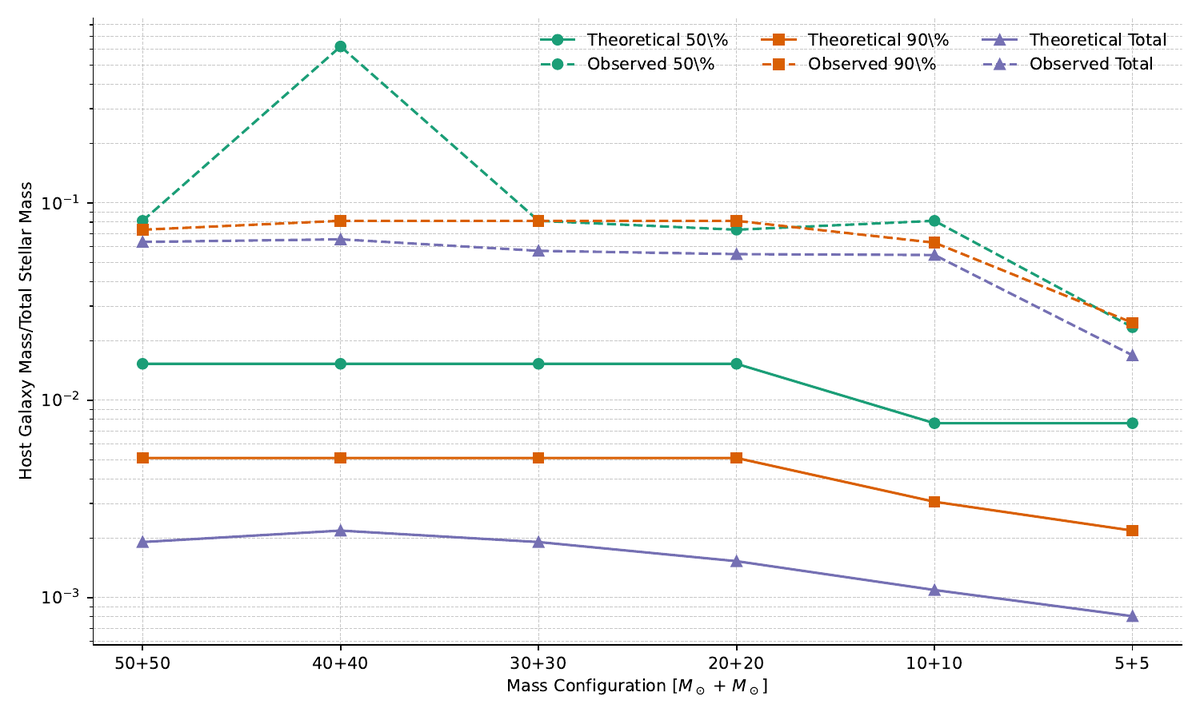 Theoretical 50\%
Theoretical 90\%
Theoretical Total
Observed 50\%
Observed 90\%
Observed Total
Host Galaxy Mass/Total Stellar Mass
10⁻¹
10⁻²
10⁻³
50+50 40+40 30+30 20+20 10+10 5+5
Mass Configuration [M⊙ + M⊙]